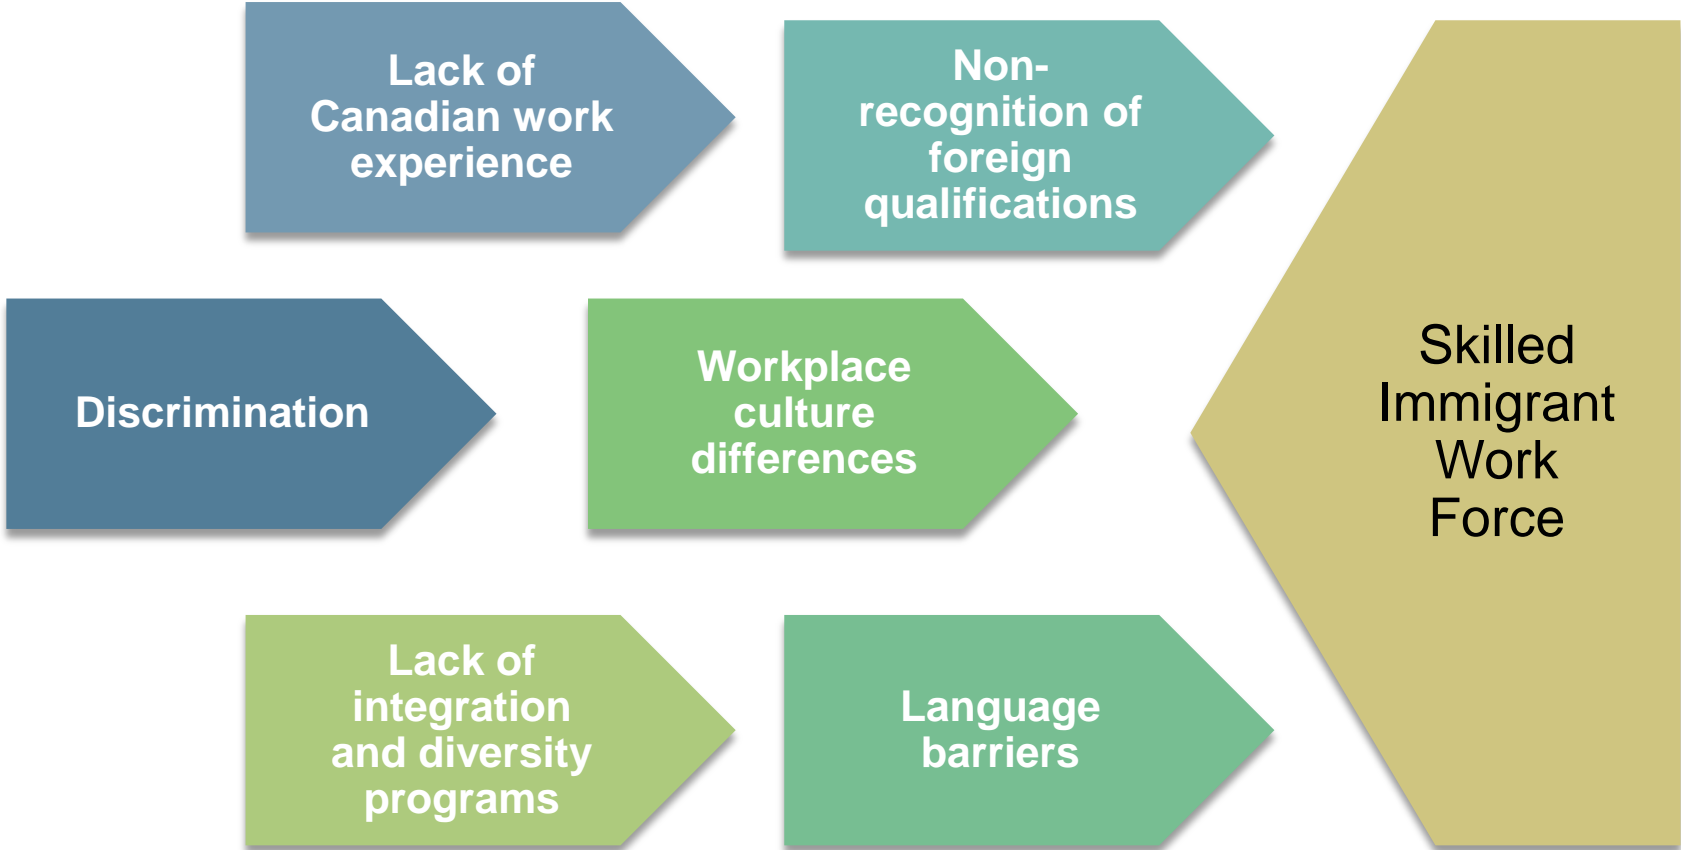 Lack of
Canadian work
experience
Non-
recognition of
foreign
qualifications
Discrimination
Workplace
culture
differences
Lack of
integration
and diversity
programs
Language
barriers
Skilled
Immigrant
Work
Force